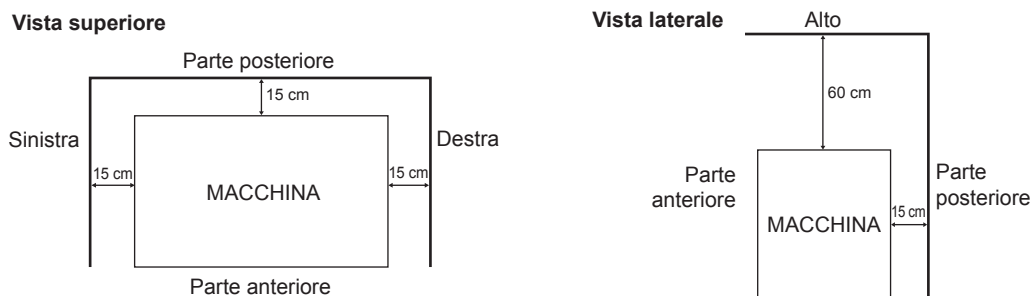 Vista superiore
Parte posteriore
15 cm
Sinistra
Destra
15 cm
15 cm
MACCHINA
Parte anteriore
Vista laterale
Alto
60 cm
Parte
anteriore
Parte
posteriore
15 cm
MACCHINA